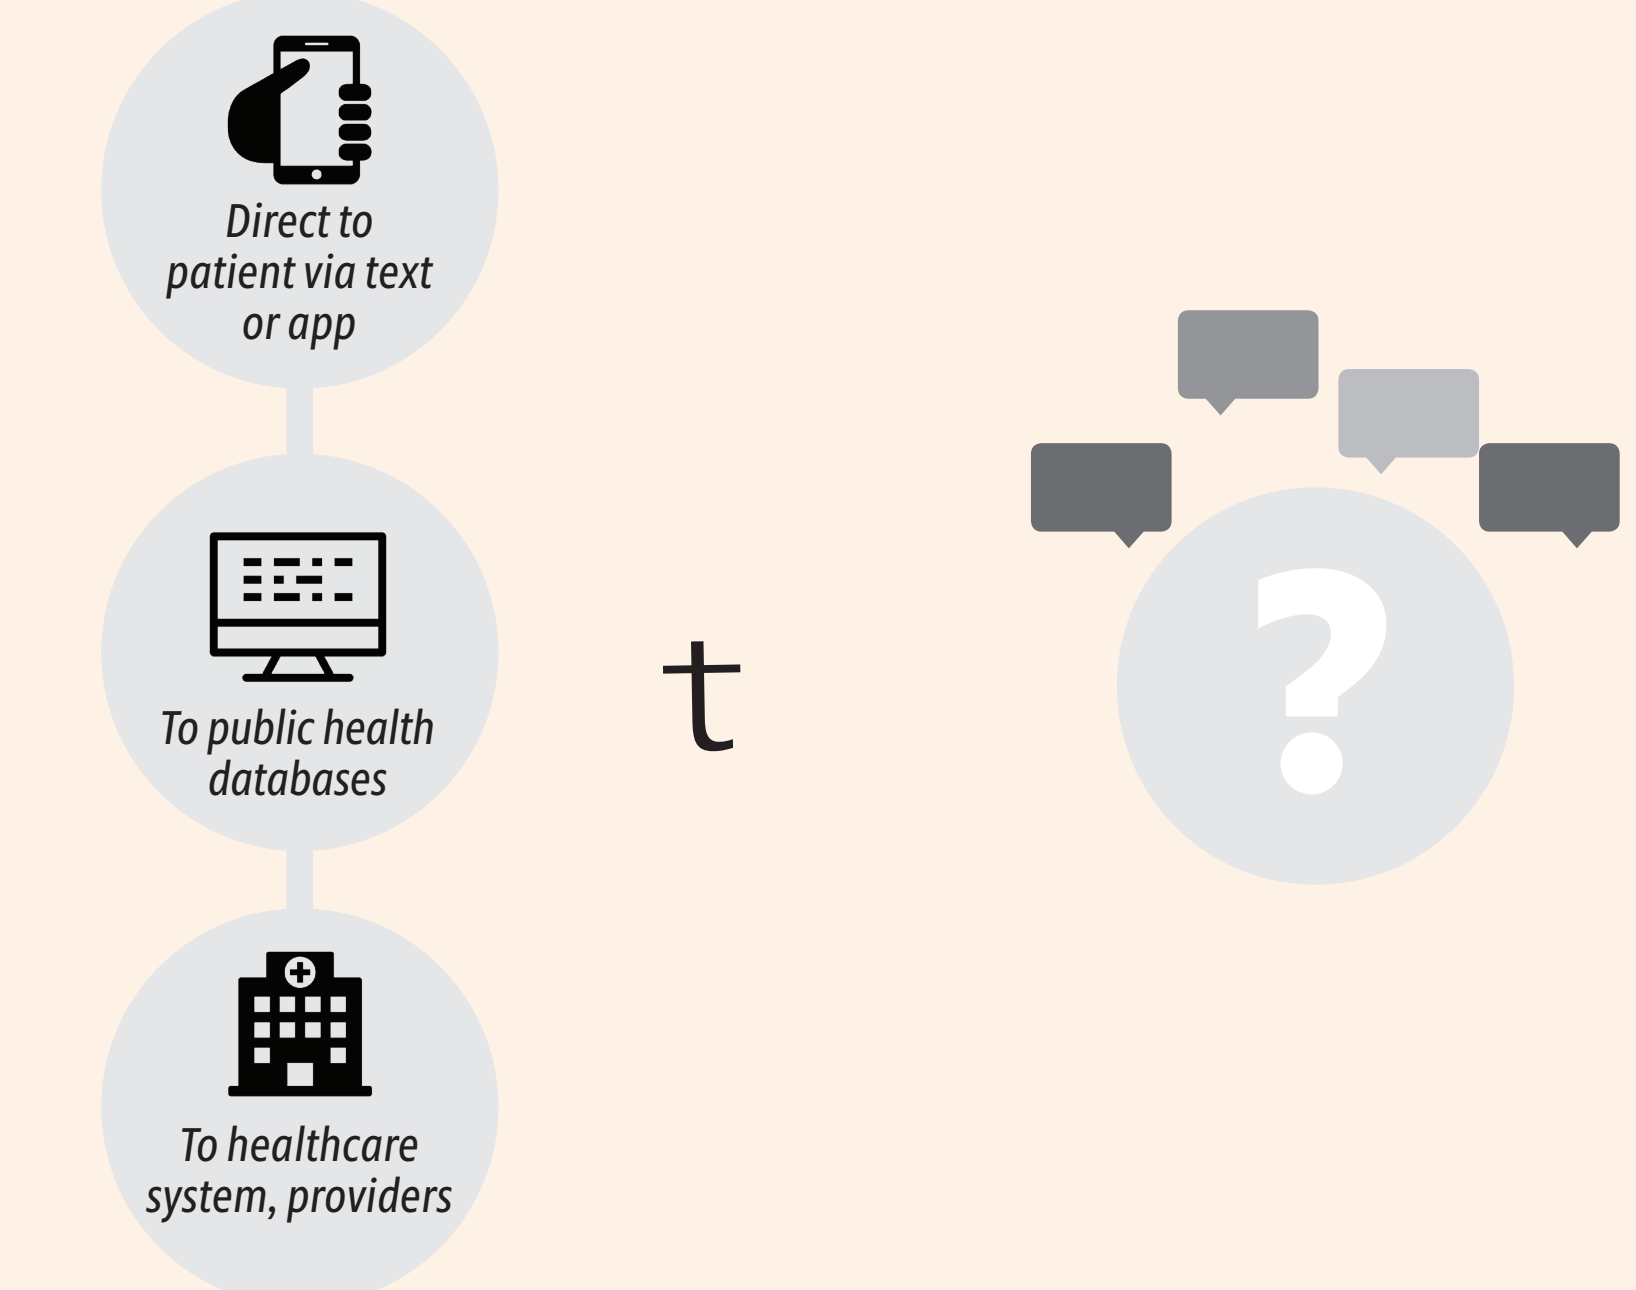 Direct to
patient via text
or app
To public health
databases
t
?
To healthcare
system, providers